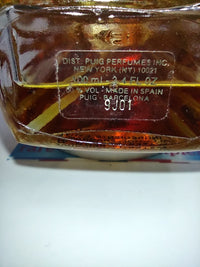 DIST. PUIG PERFUMES INC.
NEW YORK (NY) 10021
100 ml - 3.4 FL. OZ
% VOL - MADE IN SPAIN
PUIG - BARCELONA
9J01